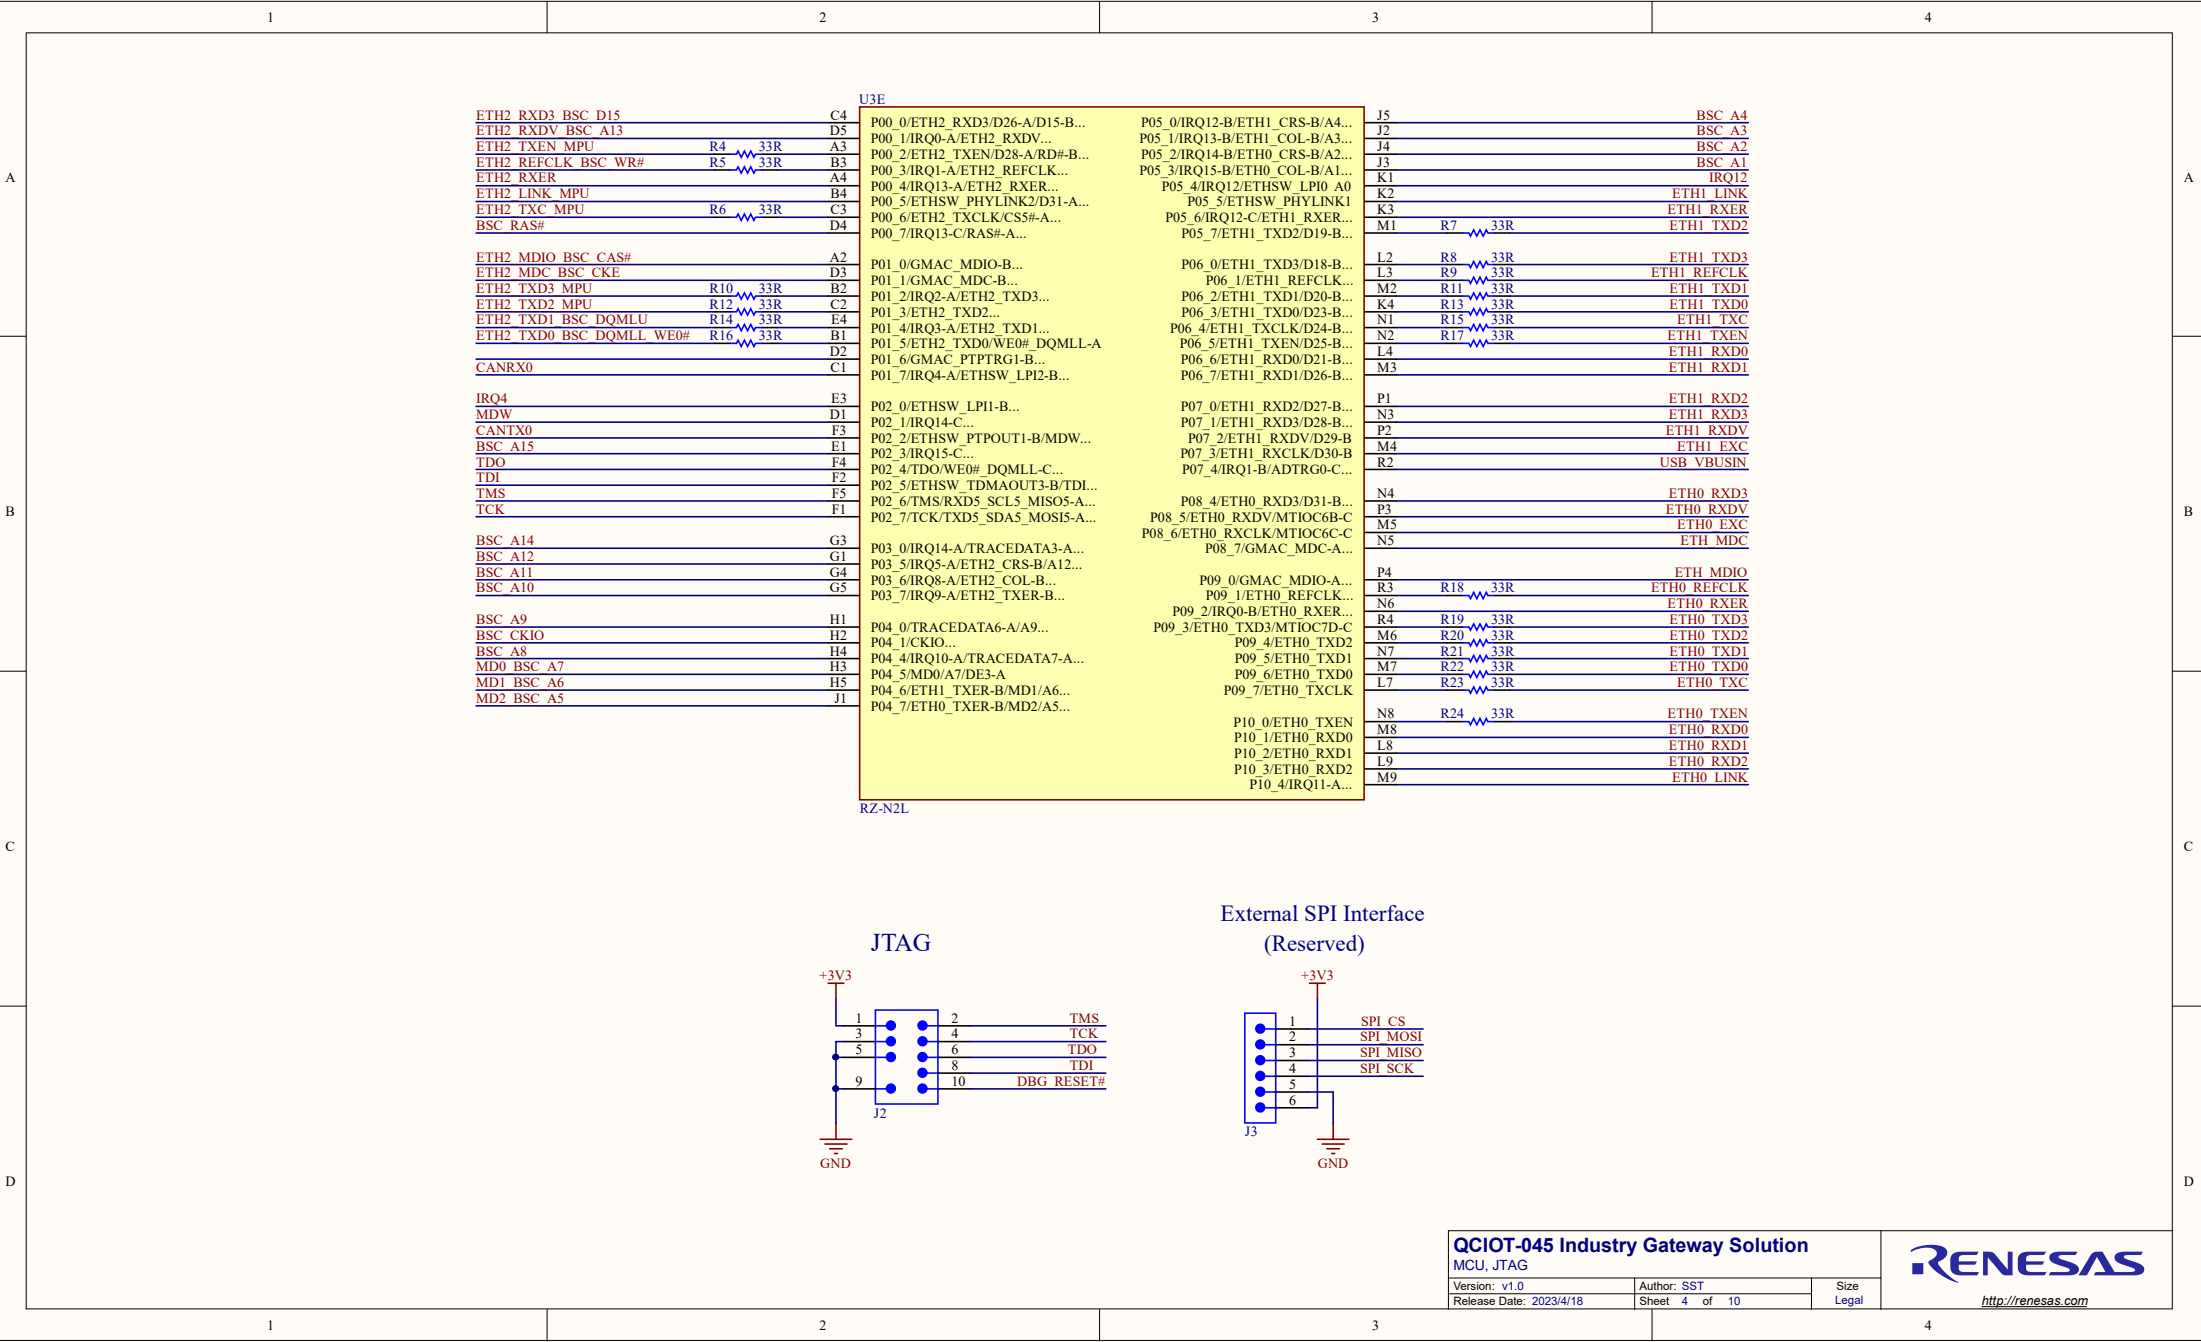 1 2 3 4
U3E
ETH2_RXD3_BSC_D15 C4 P00_0/ETH2_RXD3/D26-A/D15-B... P05_0/IRQ12-B/ETH1_CRS-B/A4... J5 BSC_A4
ETH2_RXDV_BSC_A13 D5 P00_1/IRQ0-A/ETH2_RXDV... P05_1/IRQ13-B/ETH1_COL-B/A3... J2 BSC_A3
ETH2_TXEN_MPU R4 33R A3 P00_2/ETH2_TXEN/D28-A/RD#-B... P05_2/IRQ14-B/ETH0_CRS-B/A2... J4 BSC_A2
ETH2_REFCLK_BSC_WR# R5 33R B3 P00_3/IRQ1-A/ETH2_REFCLK... P05_3/IRQ15-B/ETH0_COL-B/A1... J3 BSC_A1
A ETH2_RXER A4 P00_4/IRQ13-A/ETH2_RXER... P05_4/IRQ12/ETHSW_LPI0_A0 K1 IRQ12 A
ETH2_LINK_MPU B4 P00_5/ETHSW_PHYLINK2/D31-A... P05_5/ETHSW_PHYLINK1 K2 ETH1_LINK
ETH2_TXC_MPU R6 33R C3 P00_6/ETH2_TXCLK/CS5#-A... P05_6/IRQ12-C/ETH1_RXER... K3 ETH1_RXER
BSC_RAS# D4 P00_7/IRQ13-C/RAS#-A... P05_7/ETH1_TXD2/D19-B... M1 R7 33R ETH1_TXD2
ETH2_MDIO_BSC_CAS# A2 P01_0/GMAC_MDIO-B... P06_0/ETH1_TXD3/D18-B... L2 R8 33R ETH1_TXD3
ETH2_MDC_BSC_CKE D3 P01_1/GMAC_MDC-B... P06_1/ETH1_REFCLK... L3 R9 33R ETH1_REFCLK
ETH2_TXD3_MPU R10 33R B2 P01_2/IRQ2-A/ETH2_TXD3... P06_2/ETH1_TXD1/D20-B... M2 R11 33R ETH1_TXD1
ETH2_TXD2_MPU R12 33R C2 P01_3/ETH2_TXD2... P06_3/ETH1_TXD0/D23-B... K4 R13 33R ETH1_TXD0
ETH2_TXD1_BSC_DQMLU R14 33R E4 P01_4/IRQ3-A/ETH2_TXD1... P06_4/ETH1_TXCLK/D24-B... N1 R15 33R ETH1_TXC
ETH2_TXD0_BSC_DQMLL_WE0# R16 33R B1 P01_5/ETH2_TXD0/WE0#_DQMLL-A P06_5/ETH1_TXEN/D25-B... N2 R17 33R ETH1_TXEN
D2 P01_6/GMAC_PTPTRG1-B... P06_6/ETH1_RXD0/D21-B... L4 ETH1_RXD0
CANRX0 C1 P01_7/IRQ4-A/ETHSW_LPI2-B... P06_7/ETH1_RXD1/D26-B... M3 ETH1_RXD1
IRQ4 E3 P02_0/ETHSW_LPI1-B... P07_0/ETH1_RXD2/D27-B... P1 ETH1_RXD2
MDW D1 P02_1/IRQ14-C... P07_1/ETH1_RXD3/D28-B... N3 ETH1_RXD3
CANTX0 F3 P02_2/ETHSW_PTPOUT1-B/MDW... P07_2/ETH1_RXDV/D29-B P2 ETH1_RXDV
BSC_A15 E1 P02_3/IRQ15-C... P07_3/ETH1_RXCLK/D30-B M4 ETH1_EXC
TDO F4 P02_4/TDO/WE0#_DQMLL-C... P07_4/IRQ1-B/ADTRG0-C... R2 USB_VBUSIN
TDI F2 P02_5/ETHSW_TDMAOUT3-B/TDI...
TMS F5 P02_6/TMS/RXD5_SCL5_MISO5-A... P08_4/ETH0_RXD3/D31-B... N4 ETH0_RXD3
B TCK F1 P02_7/TCK/TXD5_SDA5_MOSI5-A... P08_5/ETH0_RXDV/MTIOC6B-C P3 ETH0_RXDV B
P08_6/ETH0_RXCLK/MTIOC6C-C M5 ETH0_EXC
BSC_A14 G3 P03_0/IRQ14-A/TRACEDATA3-A... P08_7/GMAC_MDC-A... N5 ETH_MDC
BSC_A12 G1 P03_5/IRQ5-A/ETH2_CRS-B/A12...
BSC_A11 G4 P03_6/IRQ8-A/ETH2_COL-B... P09_0/GMAC_MDIO-A... P4 ETH_MDIO
BSC_A10 G5 P03_7/IRQ9-A/ETH2_TXER-B... P09_1/ETH0_REFCLK... R3 R18 33R ETH0_REFCLK
P09_2/IRQ0-B/ETH0_RXER... N6 ETH0_RXER
BSC_A9 H1 P04_0/TRACEDATA6-A/A9... P09_3/ETH0_TXD3/MTIOC7D-C R4 R19 33R ETH0_TXD3
BSC_CKIO H2 P04_1/CKIO... P09_4/ETH0_TXD2 M6 R20 33R ETH0_TXD2
BSC_A8 H4 P04_4/IRQ10-A/TRACEDATA7-A... P09_5/ETH0_TXD1 N7 R21 33R ETH0_TXD1
MD0_BSC_A7 H3 P04_5/MD0/A7/DE3-A P09_6/ETH0_TXD0 M7 R22 33R ETH0_TXD0
MD1_BSC_A6 H5 P04_6/ETH1_TXER-B/MD1/A6... P09_7/ETH0_TXCLK L7 R23 33R ETH0_TXC
MD2_BSC_A5 J1 P04_7/ETH0_TXER-B/MD2/A5...
P10_0/ETH0_TXEN N8 R24 33R ETH0_TXEN
P10_1/ETH0_RXD0 M8 ETH0_RXD0
P10_2/ETH0_RXD1 L8 ETH0_RXD1
P10_3/ETH0_RXD2 L9 ETH0_RXD2
P10_4/IRQ11-A... M9 ETH0_LINK
RZ-N2L
C C
JTAG
+3V3
1 2 TMS
3 4 TCK
5 6 TDO
8 TDI
9 10 DBG_RESET#
J2
GND
External SPI Interface
(Reserved)
+3V3
1 SPI_CS
2 SPI_MOSI
3 SPI_MISO
4 SPI_SCK
5
6
J3
GND
D D
QCIOT-045 Industry Gateway Solution
MCU, JTAG
Version: v1.0 Author: SST Size
Release Date: 2023/4/18 Sheet 4 of 10 Legal
RENESAS
http://renesas.com
1 2 3 4